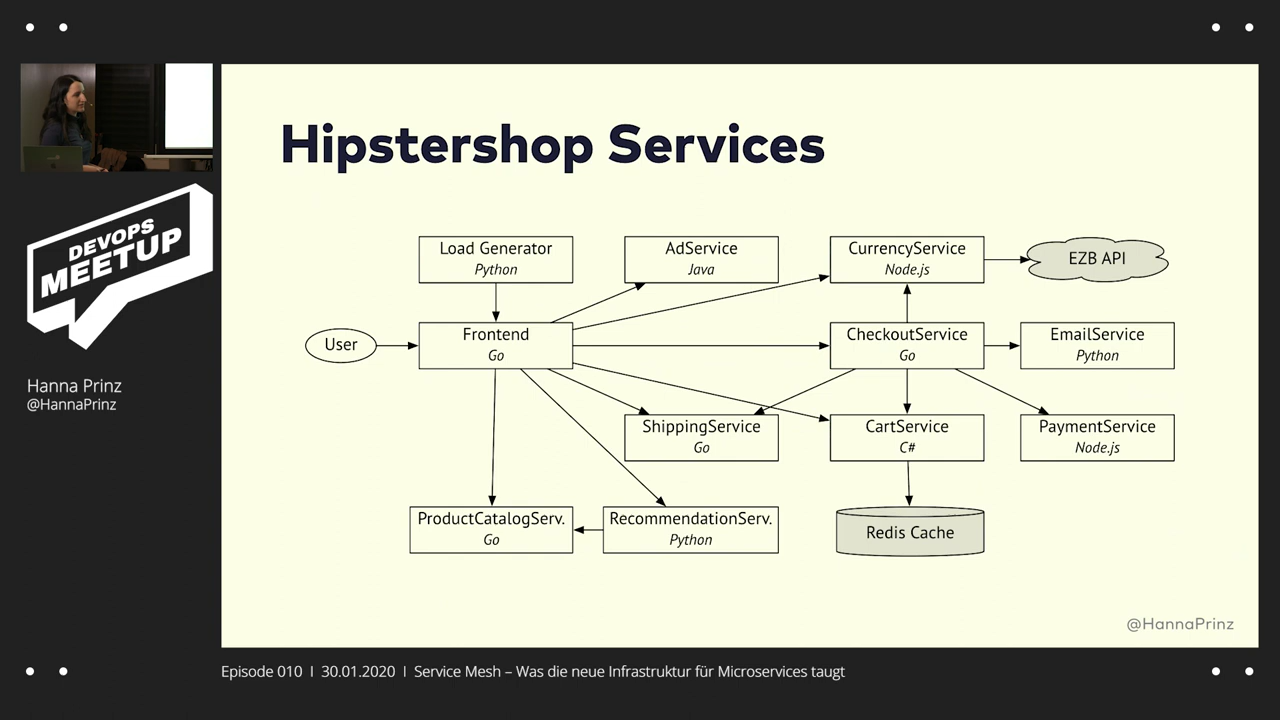 DEVOPS
MEETUP
Hanna Prinz
@HannaPrinz
Hipstershop Services
Load Generator
Python
AdService
Java
CurrencyService
Node.js
EZB API
User
Frontend
Go
CheckoutService
Go
EmailService
Python
ShippingService
Go
CartService
C#
PaymentService
Node.js
ProductCatalogServ.
Go
RecommendationServ.
Python
Redis Cache
@HannaPrinz
Episode 010 I 30.01.2020 I Service Mesh – Was die neue Infrastruktur für Microservices taugt